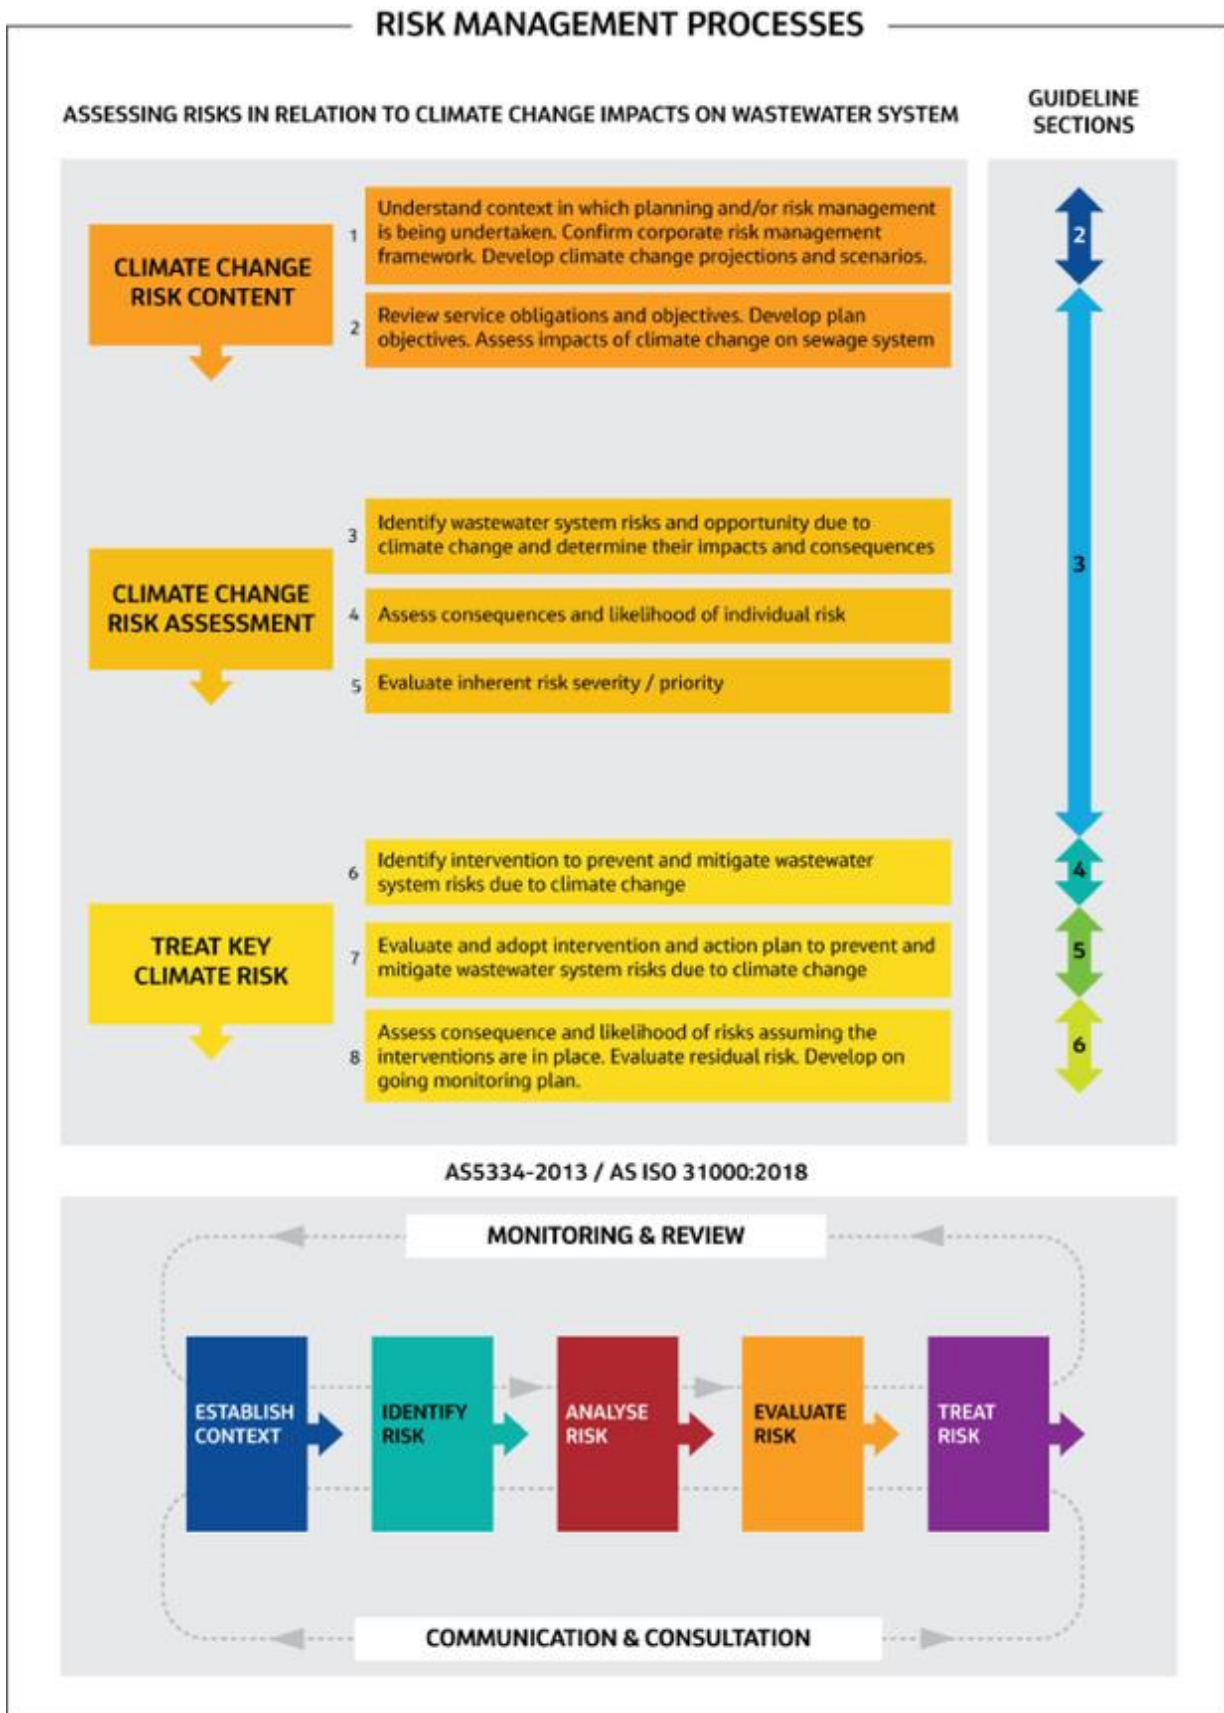 RISK MANAGEMENT PROCESSES
ASSESSING RISKS IN RELATION TO CLIMATE CHANGE IMPACTS ON WASTEWATER SYSTEM
GUIDELINE
SECTIONS
CLIMATE CHANGE
RISK CONTENT
1
Understand context in which planning and/or risk management
is being undertaken. Confirm corporate risk management
framework. Develop climate change projections and scenarios.
2
Review service obligations and objectives. Develop plan
objectives. Assess impacts of climate change on sewage system
2
CLIMATE CHANGE
RISK ASSESSMENT
3
Identify wastewater system risks and opportunity due to
climate change and determine their impacts and consequences
4
Assess consequences and likelihood of individual risk
5
Evaluate inherent risk severity / priority
3
TREAT KEY
CLIMATE RISK
6
Identify intervention to prevent and mitigate wastewater
system risks due to climate change
4
7
Evaluate and adopt intervention and action plan to prevent and
mitigate wastewater system risks due to climate change
5
8
Assess consequence and likelihood of risks assuming the
interventions are in place. Evaluate residual risk. Develop on
going monitoring plan.
6
AS5334-2013 / AS ISO 31000:2018
MONITORING & REVIEW
ESTABLISH
CONTEXT
IDENTIFY
RISK
ANALYSE
RISK
EVALUATE
RISK
TREAT
RISK
COMMUNICATION & CONSULTATION